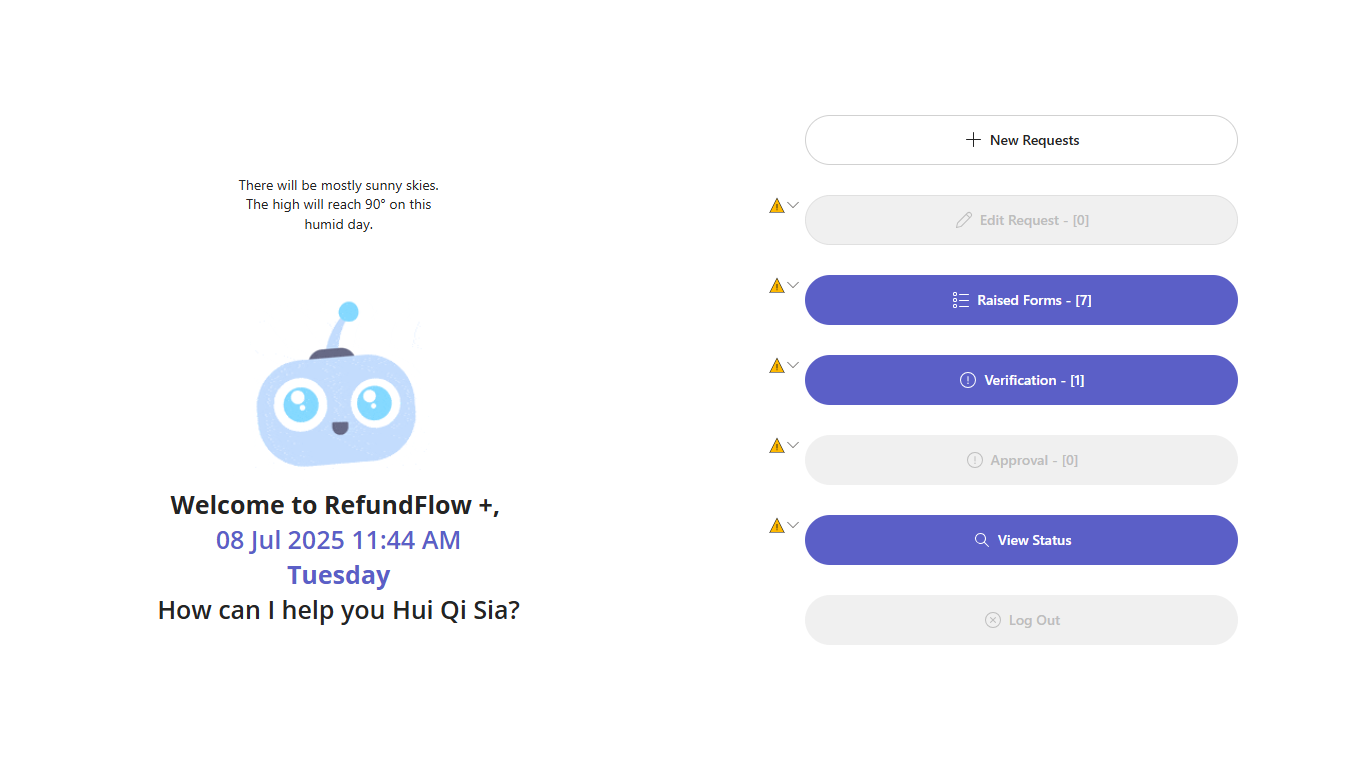 There will be mostly sunny skies.
The high will reach 90° on this
humid day.
Welcome to RefundFlow +,
08 Jul 2025 11:44 AM
Tuesday
How can I help you Hui Qi Sia?
New Requests
Edit Request - [0]
Raised Forms - [7]
Verification - [1]
Approval - [0]
View Status
Log Out